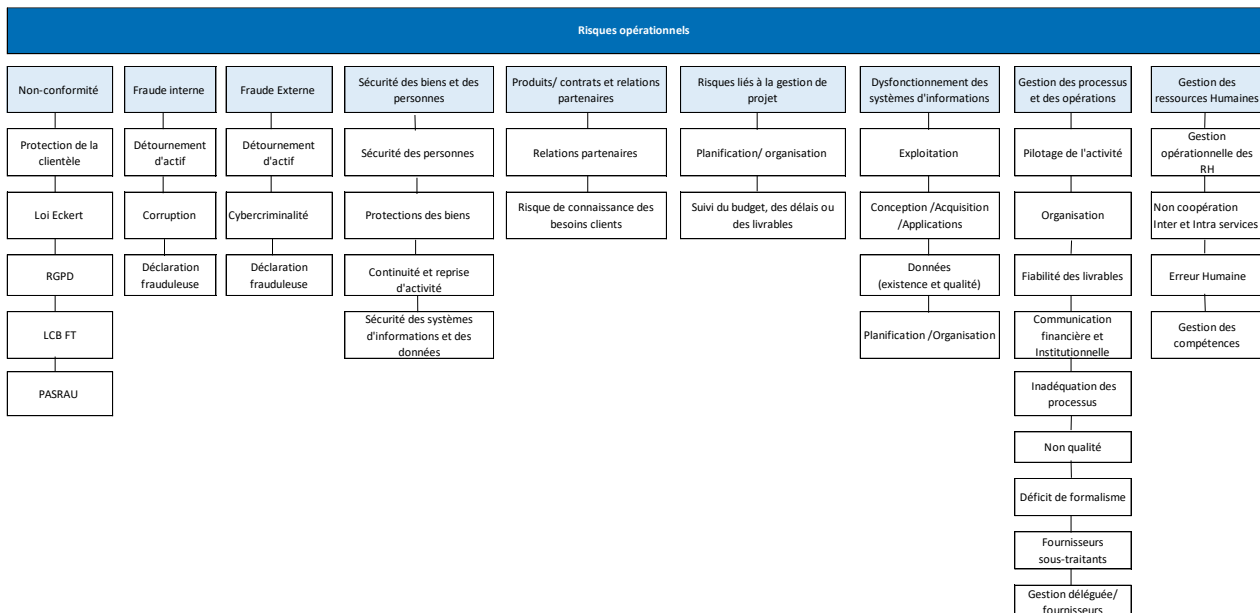 Risques opérationnels
Non-conformité
Protection de la
clientèle
Loi Eckert
RGPD
LCB FT
PASRAU
Fraude interne
Détournement
d'actif
Corruption
Déclaration
frauduleuse
Fraude Externe
Détournement
d'actif
Cybercriminalité
Déclaration
frauduleuse
Sécurité des biens et des
personnes
Sécurité des personnes
Protections des biens
Continuité et reprise
d'activité
Sécurité des systèmes
d'informations et des
données
Produits/ contrats et relations
partenaires
Relations partenaires
Risque de connaissance des
besoins clients
Risques liés à la gestion de
projet
Planification/ organisation
Suivi du budget, des délais ou
des livrables
Dysfonctionnement des
systèmes d'informations
Exploitation
Conception /Acquisition
/Applications
Données
(existence et qualité)
Planification /Organisation
Gestion des processus
et des opérations
Pilotage de l'activité
Organisation
Fiabilité des livrables
Communication
financière et
Institutionnelle
Inadéquation des
processus
Non qualité
Déficit de formalisme
Fournisseurs
sous-traitants
Gestion déléguée/
fournisseurs
Gestion des
ressources Humaines
Gestion
opérationnelle des
RH
Non coopération
Inter et Intra services
Erreur Humaine
Gestion des
compétences